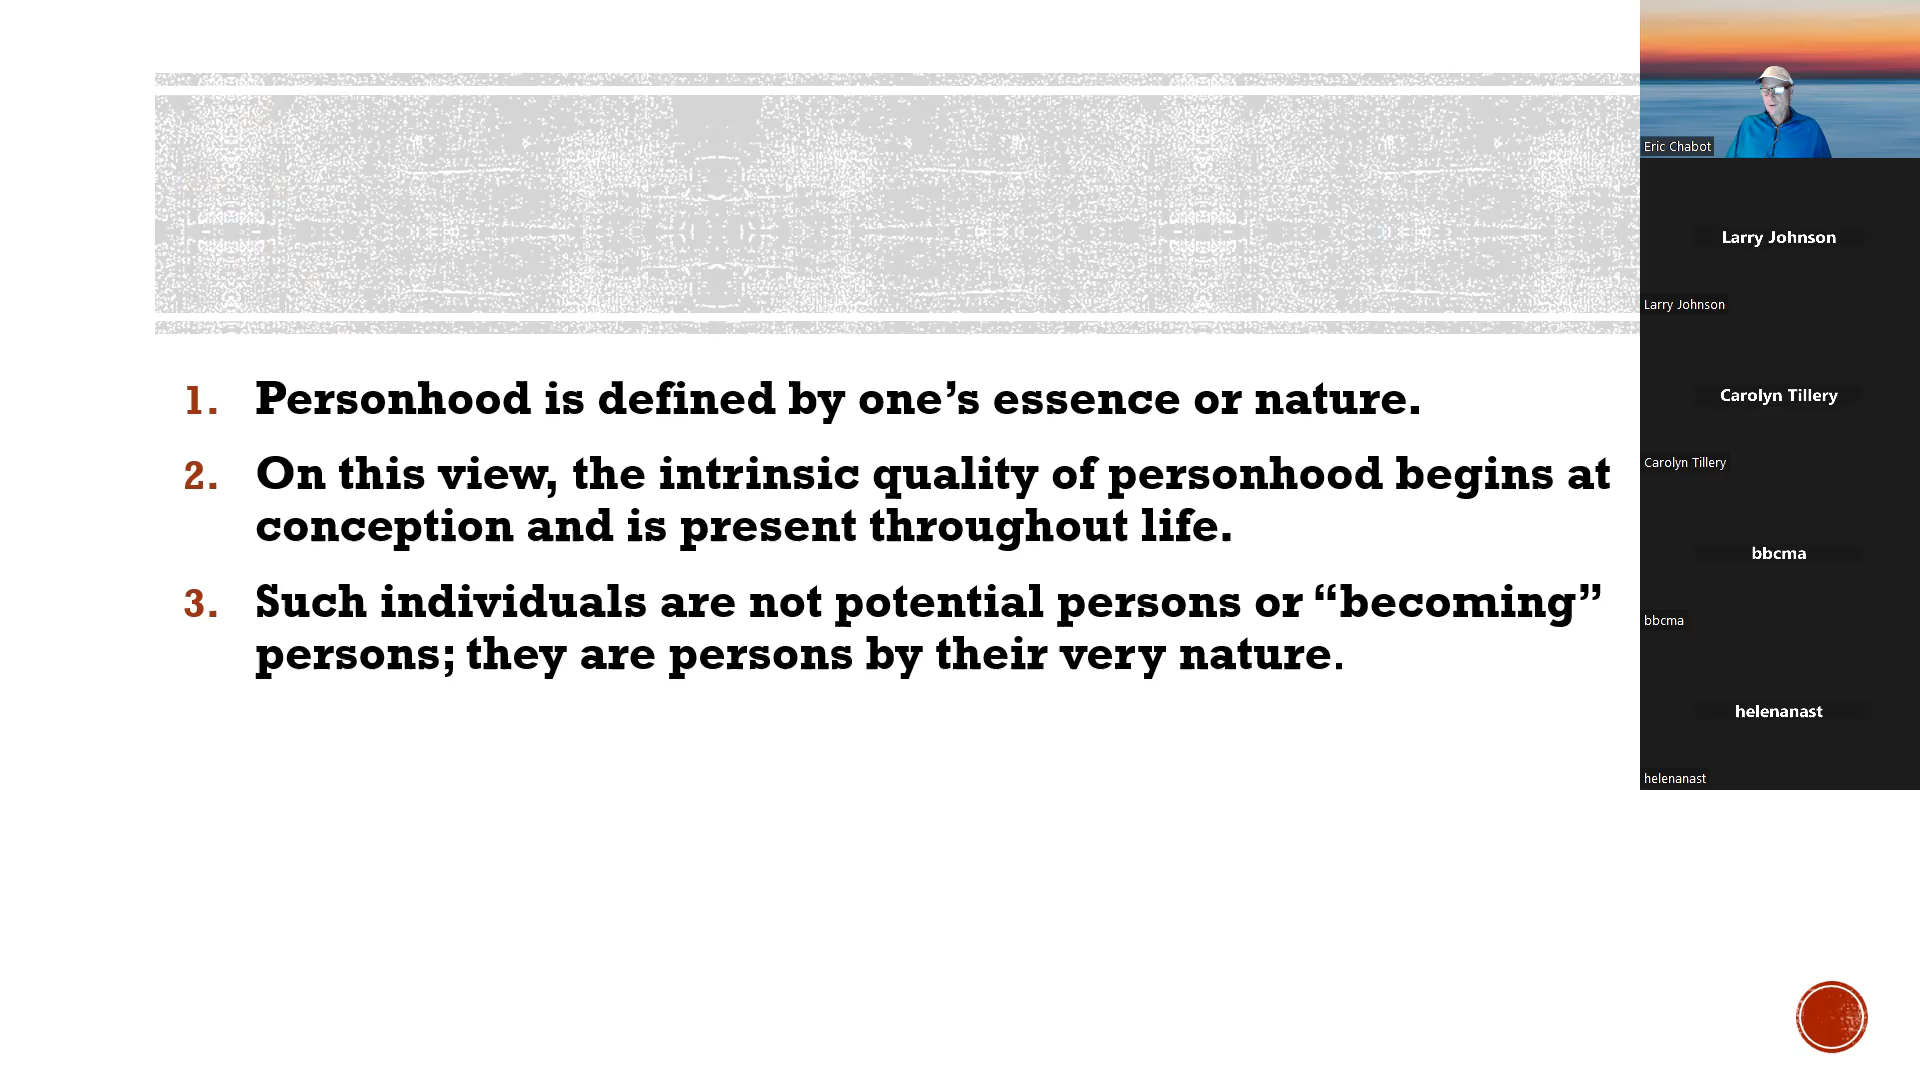 1. Personhood is defined by one’s essence or nature.
2. On this view, the intrinsic quality of personhood begins at
conception and is present throughout life.
3. Such individuals are not potential persons or “becoming”
persons; they are persons by their very nature.
Eric Chabot
Larry Johnson
Larry Johnson
Carolyn Tillery
Carolyn Tillery
bbcma
bbcma
helenanast
helenanast